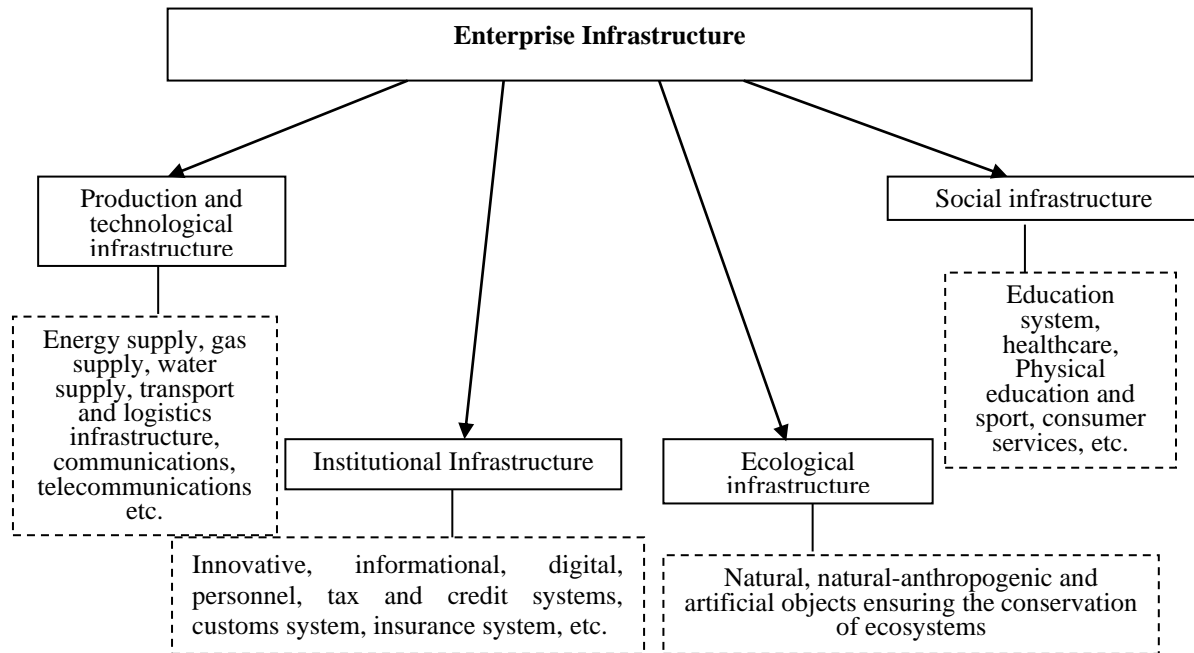 Enterprise Infrastructure
Production and
technological
infrastructure
Social infrastructure
Energy supply, gas
supply, water
supply, transport
and logistics
infrastructure,
communications,
telecommunications
etc.
Education
system,
healthcare,
Physical
education and
sport, consumer
services, etc.
Institutional Infrastructure
Ecological
infrastructure
Innovative, informational, digital,
personnel, tax and credit systems,
customs system, insurance system, etc.
Natural, natural-anthropogenic and
artificial objects ensuring the conservation
of ecosystems